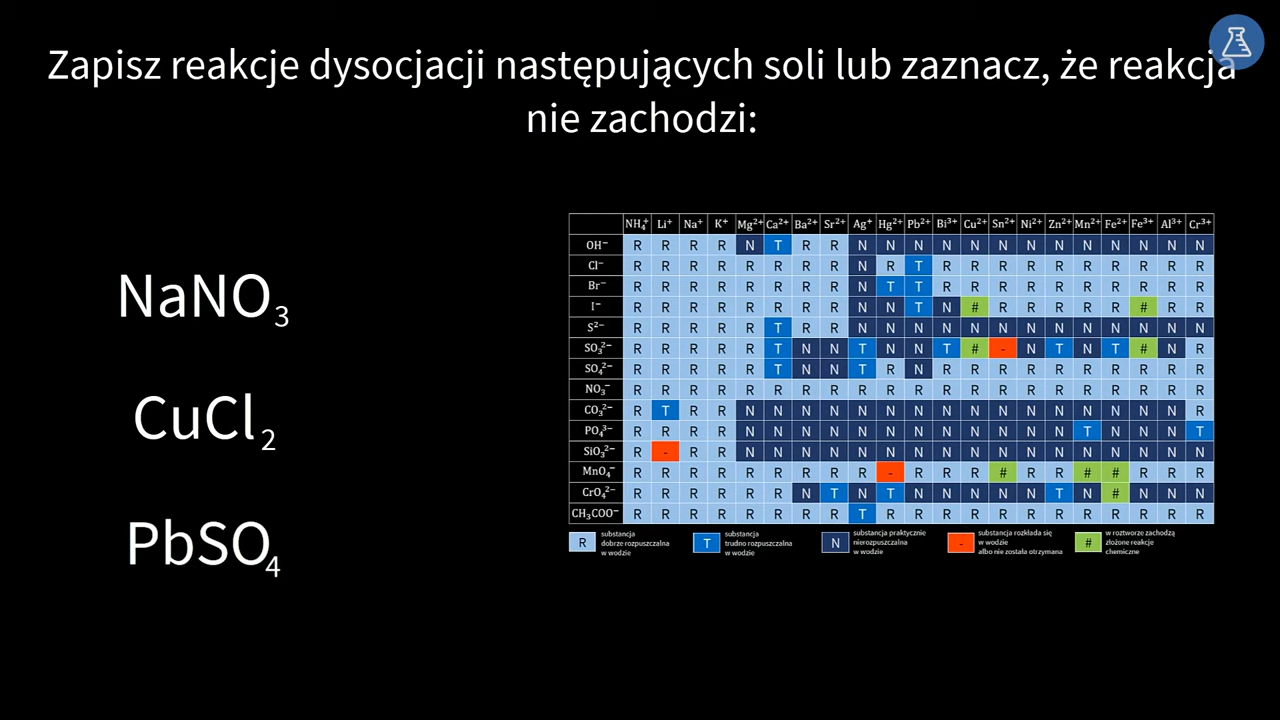 Zapisz reakcje dysocjacji następujących soli lub zaznacz, że reakcja
nie zachodzi:
NaNO₃
CuCl₂
PbSO₄
NH₄⁺ Li⁺ Na⁺ K⁺ Mg²⁺ Ca²⁺ Ba²⁺ Sr²⁺ Ag⁺ Hg²⁺ Pb²⁺ Bi³⁺ Cu²⁺ Sn²⁺ Ni²⁺ Zn²⁺ Mn²⁺ Fe²⁺ Fe³⁺ Al³⁺ Cr³⁺
OH⁻ R R R R N T R R N N N N N N N N N N N N N
Cl⁻ R R R R R R R R N R T R R R R R R R R R R
Br⁻ R R R R R R R R N T T R R R R R R R R R R
I⁻ R R R R R R R R N N T N # R R R R R # R R
S²⁻ R R R R R T R R N N N N N N N N N N N N N
SO₃²⁻ R R R R R T N N T N N T # - N T N T # N R
SO₄²⁻ R R R R R T N N T R N R R R R R R R R R R
NO₃⁻ R R R R R R R R R R R R R R R R R R R R R
CO₃²⁻ R T R R N N N N N N N N N N N N N N N N R
PO₄³⁻ R R R R N N N N N N N N N N N N T N N N T
SiO₃²⁻ R - R R N N N N N N N N N N N N N N N N N
MnO₄⁻ R R R R R R R R R - R R R # R R # # R R R
CrO₄²⁻ R R R R R R N T N T N N N N N T N # N N N
CH₃COO⁻ R R R R R R R R T R R R R R R R R R R R R
R substancja
dobrze rozpuszczalna
w wodzie
T substancja
trudno rozpuszczalna
w wodzie
N substancja praktycznie
nierozpuszczalna
w wodzie
- substancja rozkłada się
w wodzie
albo nie została otrzymana
# w roztworze zachodzą
złożone reakcje
chemiczne